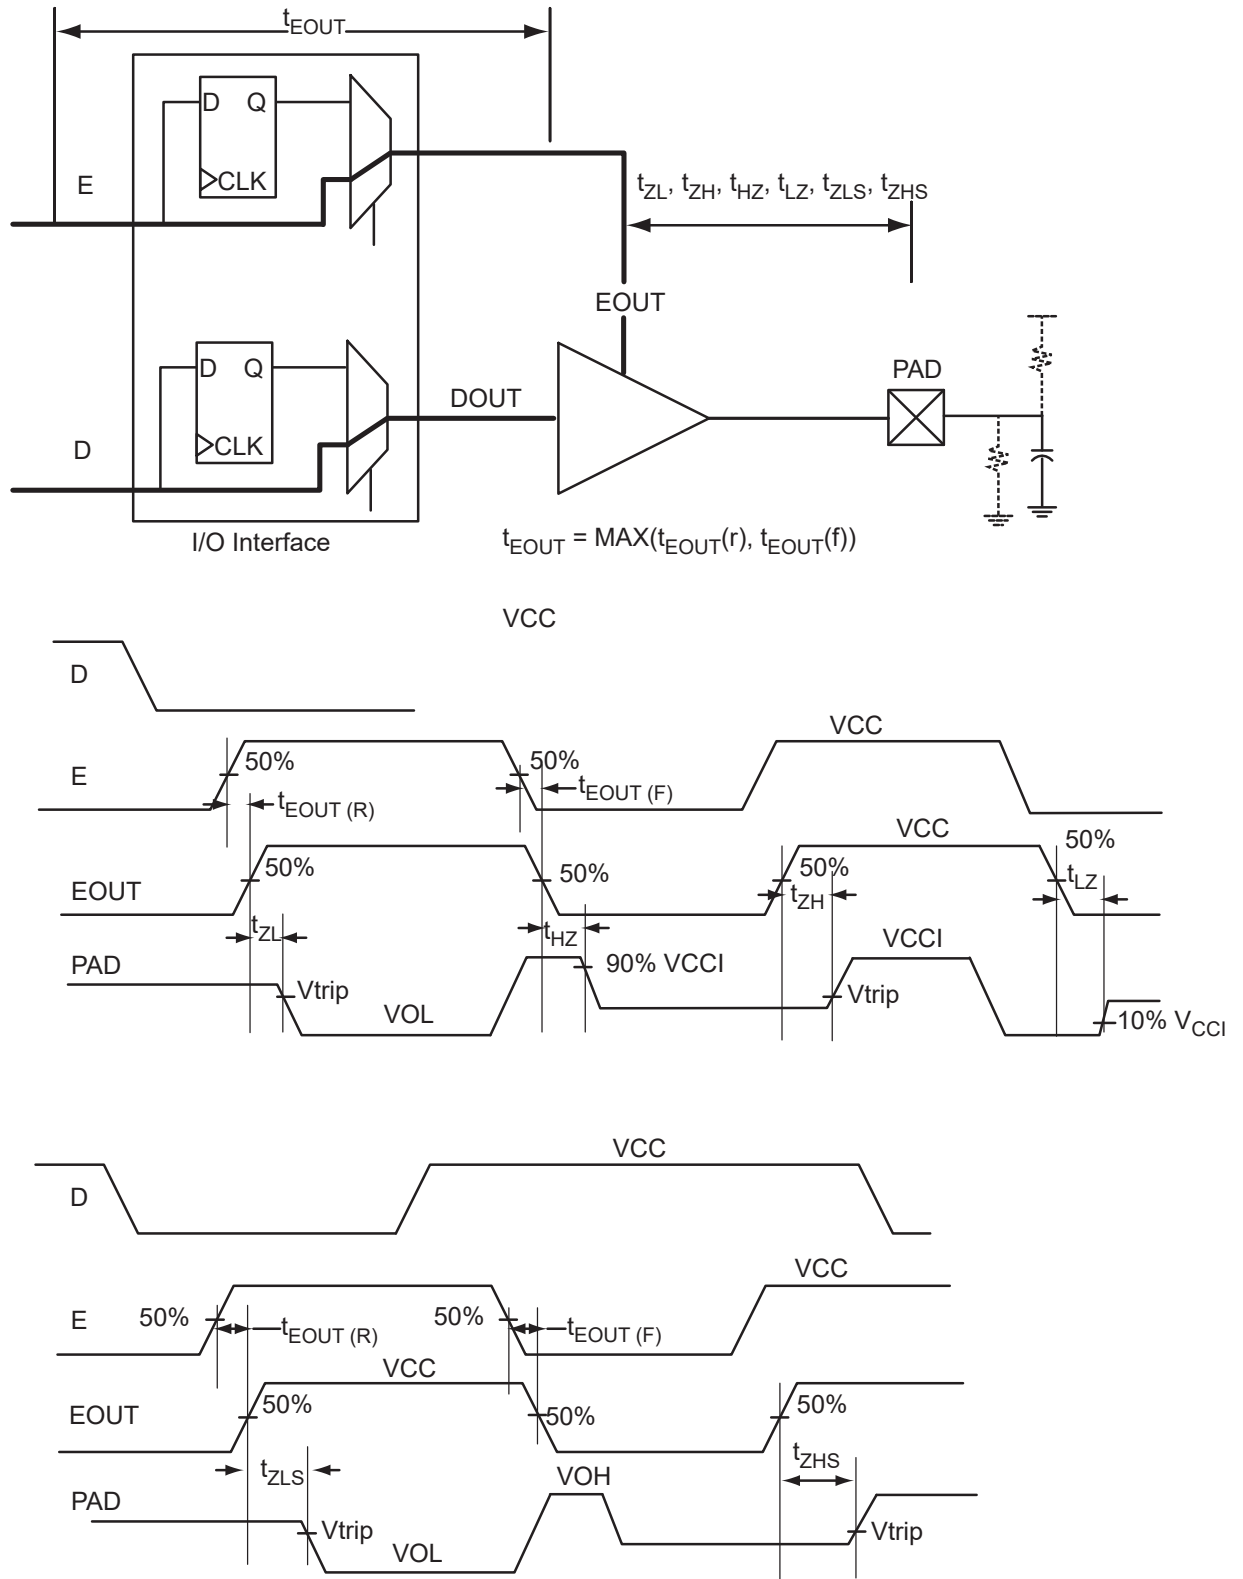 tEOUT
D Q
CLK
E
tZL, tZH, tHZ, tLZ, tZLS, tZHS
EOUT
D Q
CLK
DOUT
PAD
D
I/O Interface
tEOUT = MAX(tEOUT(r), tEOUT(f))
VCC
D
VCC
50%
50%
E
tEOUT (R)
tEOUT (F)
VCC
50%
50%
50%
50%
EOUT
tLZ
tZH
tZL
tHZ
VCCI
PAD
90% VCCI
Vtrip
Vtrip
VOL
10% VCCI
VCC
D
VCC
E
50%
50%
tEOUT (R)
tEOUT (F)
VCC
50%
50%
50%
EOUT
tZLS
tZHS
VOH
PAD
Vtrip
Vtrip
VOL